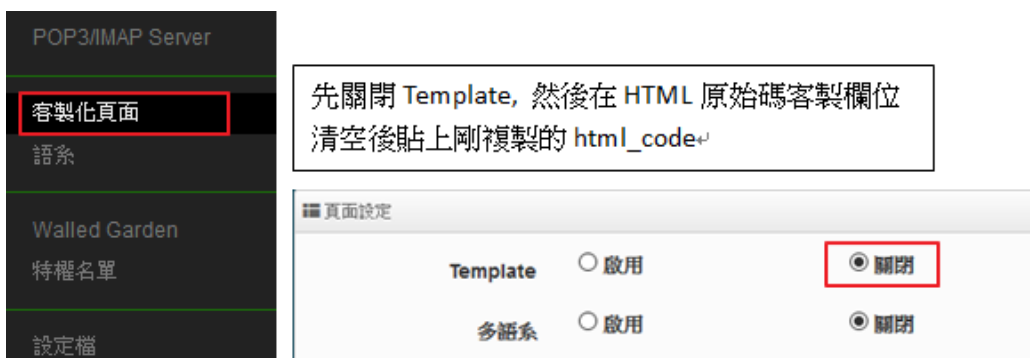 POP3/IMAP Server
客製化頁面
語系
Walled Garden
特權名單
設定檔
先關閉 Template, 然後在 HTML 原始碼客製欄位
清空後貼上剛複製的 html_code↵
頁面設定
Template 啟用 關閉
多語系 啟用 關閉